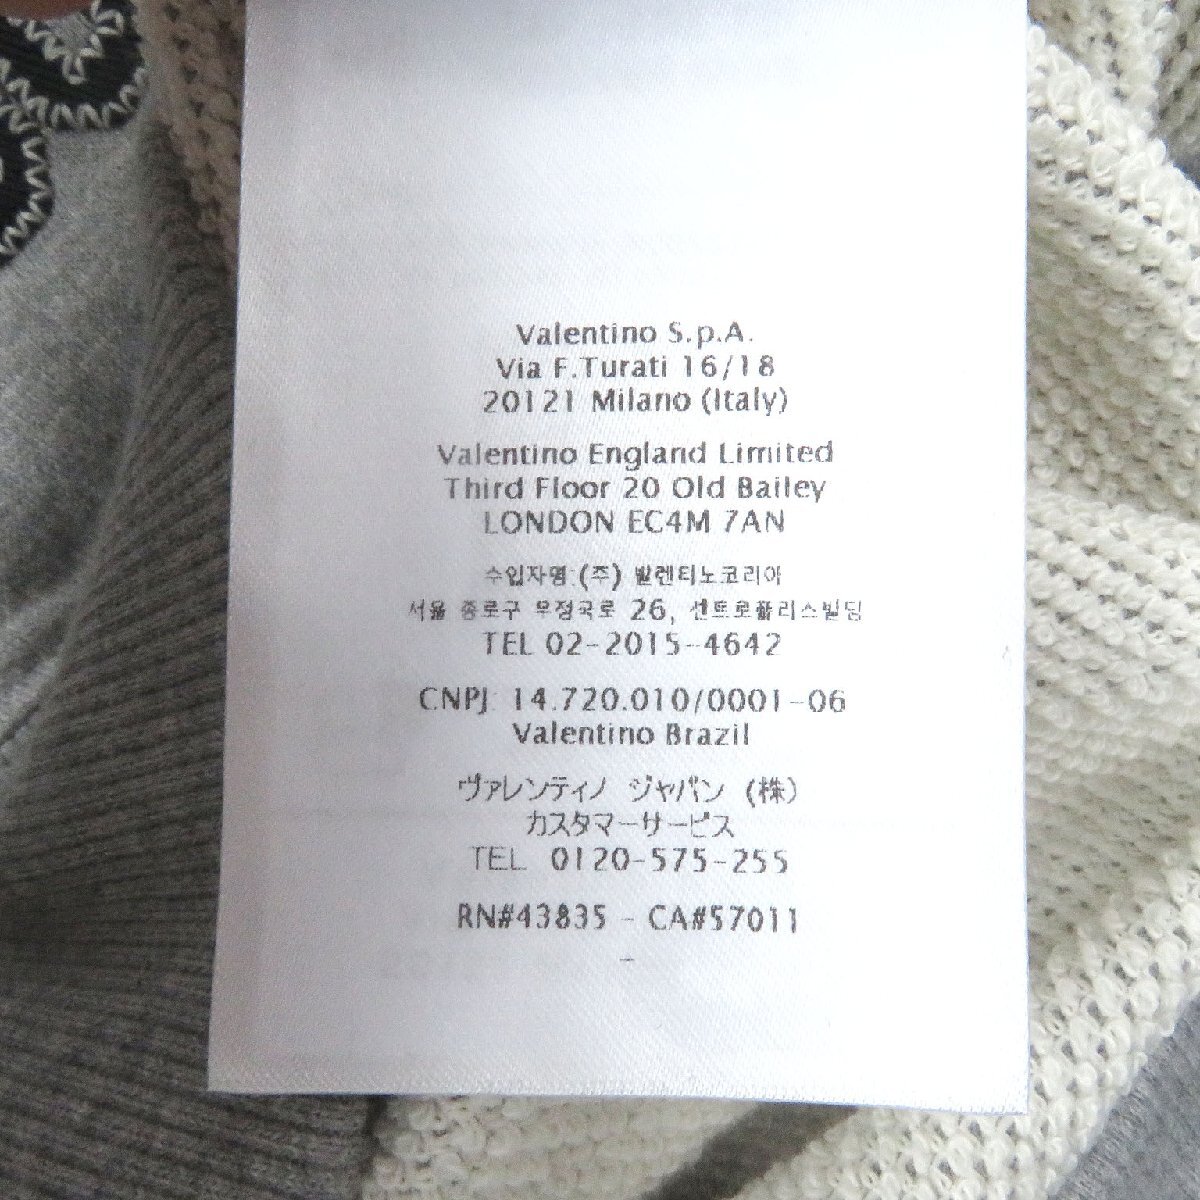 Valentino S.p.A.
Via F.Turati 16/18
20121 Milano (Italy)
Valentino England Limited
Third Floor 20 Old Bailey
LONDON EC4M 7AN
수입자명:(주) 발렌티노코리아
서울 종로구 우정국로 26, 센트로폴리스빌딩
TEL 02-2015-4642
CNPJ: 14.720.010/0001-06
Valentino Brazil
ヴァレンティノ ジャパン (株)
カスタマーサービス
TEL 0120-575-255
RN#43835 - CA#57011
-